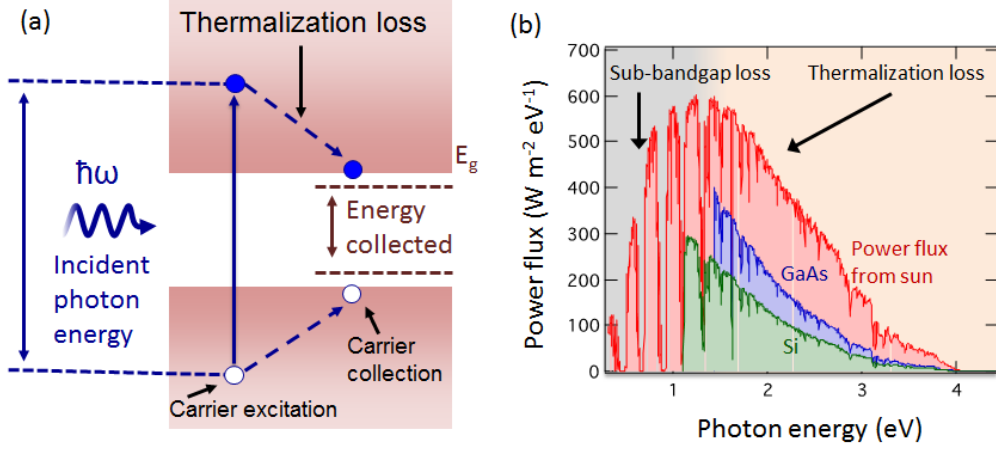 (a)
Thermalization loss
E_g
ħω
Incident
photon
energy
Energy
collected
Carrier
collection
Carrier excitation
(b)
700
600
500
400
300
200
100
0
Power flux (W m⁻² eV⁻¹)
Sub-bandgap loss
Thermalization loss
GaAs
Si
Power flux
from sun
1
2
3
4
Photon energy (eV)